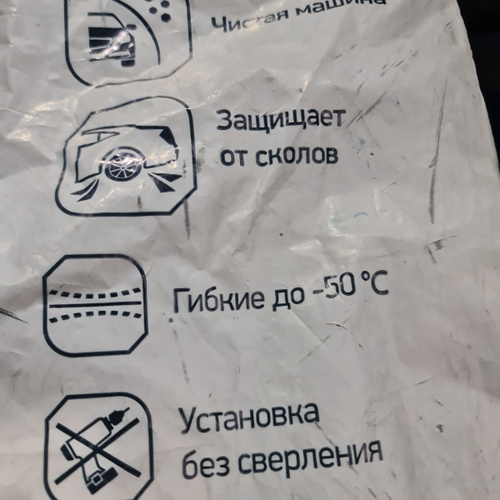 Чистая машина
Защищает
от сколов
Гибкие до -50 °C
Установка
без сверления